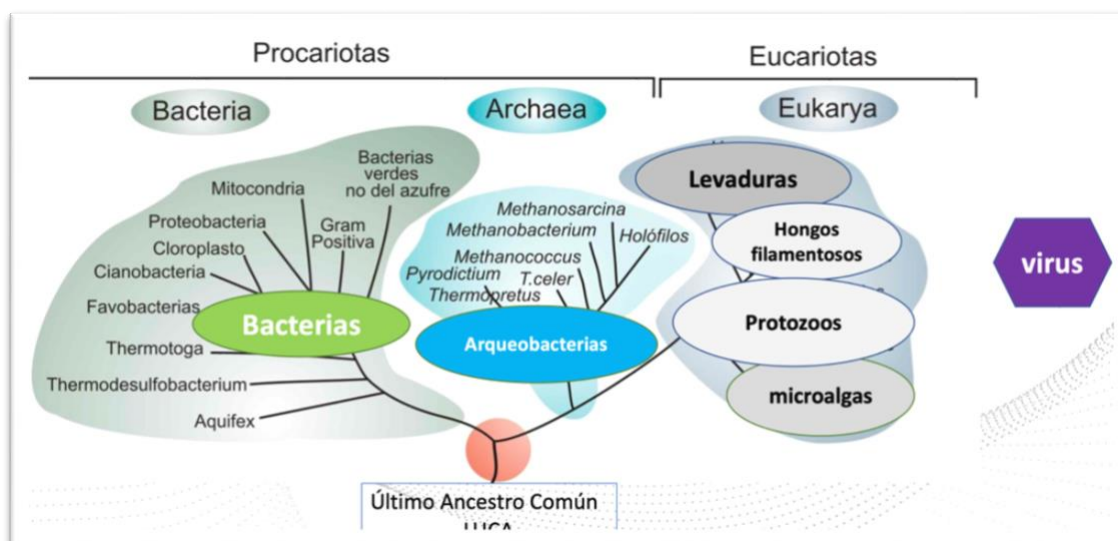 Procariotas
Eucariotas
Bacteria
Archaea
Eukarya
Bacterias
verdes
no del azufre
Mitocondria
Proteobacteria
Gram
Positiva
Cloroplasto
Cianobacteria
Favobacterias
Bacterias
Thermotoga
Thermodesulfobacterium
Aquifex
Methanosarcina
Methanobacterium
Holófilos
Methanococcus
Pyrodictium
T.celer
Thermopretus
Arqueobacterias
Levaduras
Hongos
filamentosos
Protozoos
microalgas
virus
Último Ancestro Común